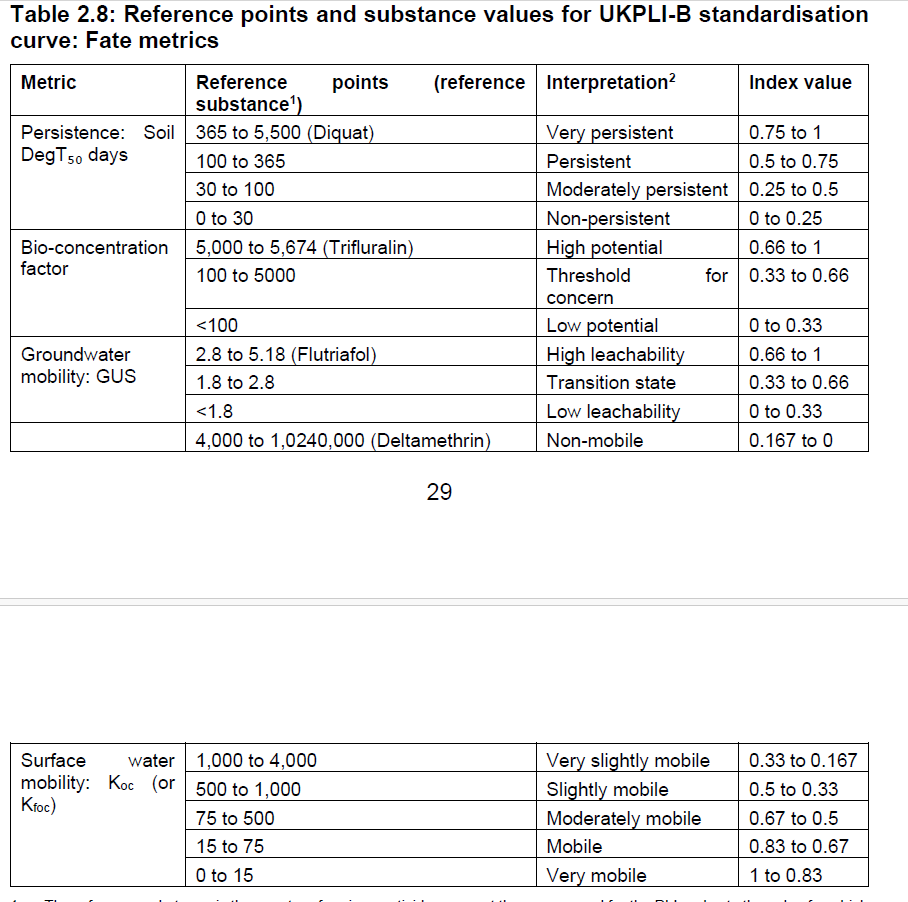 Table 2.8: Reference points and substance values for UKPLI-B standardisation
curve: Fate metrics
Metric Reference points (reference substance¹) Interpretation² Index value
Persistence: Soil DegT₅₀ days 365 to 5,500 (Diquat) Very persistent 0.75 to 1
100 to 365 Persistent 0.5 to 0.75
30 to 100 Moderately persistent 0.25 to 0.5
0 to 30 Non-persistent 0 to 0.25
Bio-concentration factor 5,000 to 5,674 (Trifluralin) High potential 0.66 to 1
100 to 5000 Threshold for concern 0.33 to 0.66
<100 Low potential 0 to 0.33
Groundwater mobility: GUS 2.8 to 5.18 (Flutriafol) High leachability 0.66 to 1
1.8 to 2.8 Transition state 0.33 to 0.66
<1.8 Low leachability 0 to 0.33
4,000 to 1,0240,000 (Deltamethrin) Non-mobile 0.167 to 0
29
Surface water mobility: Koc (or Kfoc) 1,000 to 4,000 Very slightly mobile 0.33 to 0.167
500 to 1,000 Slightly mobile 0.5 to 0.33
75 to 500 Moderately mobile 0.67 to 0.5
15 to 75 Mobile 0.83 to 0.67
0 to 15 Very mobile 1 to 0.83